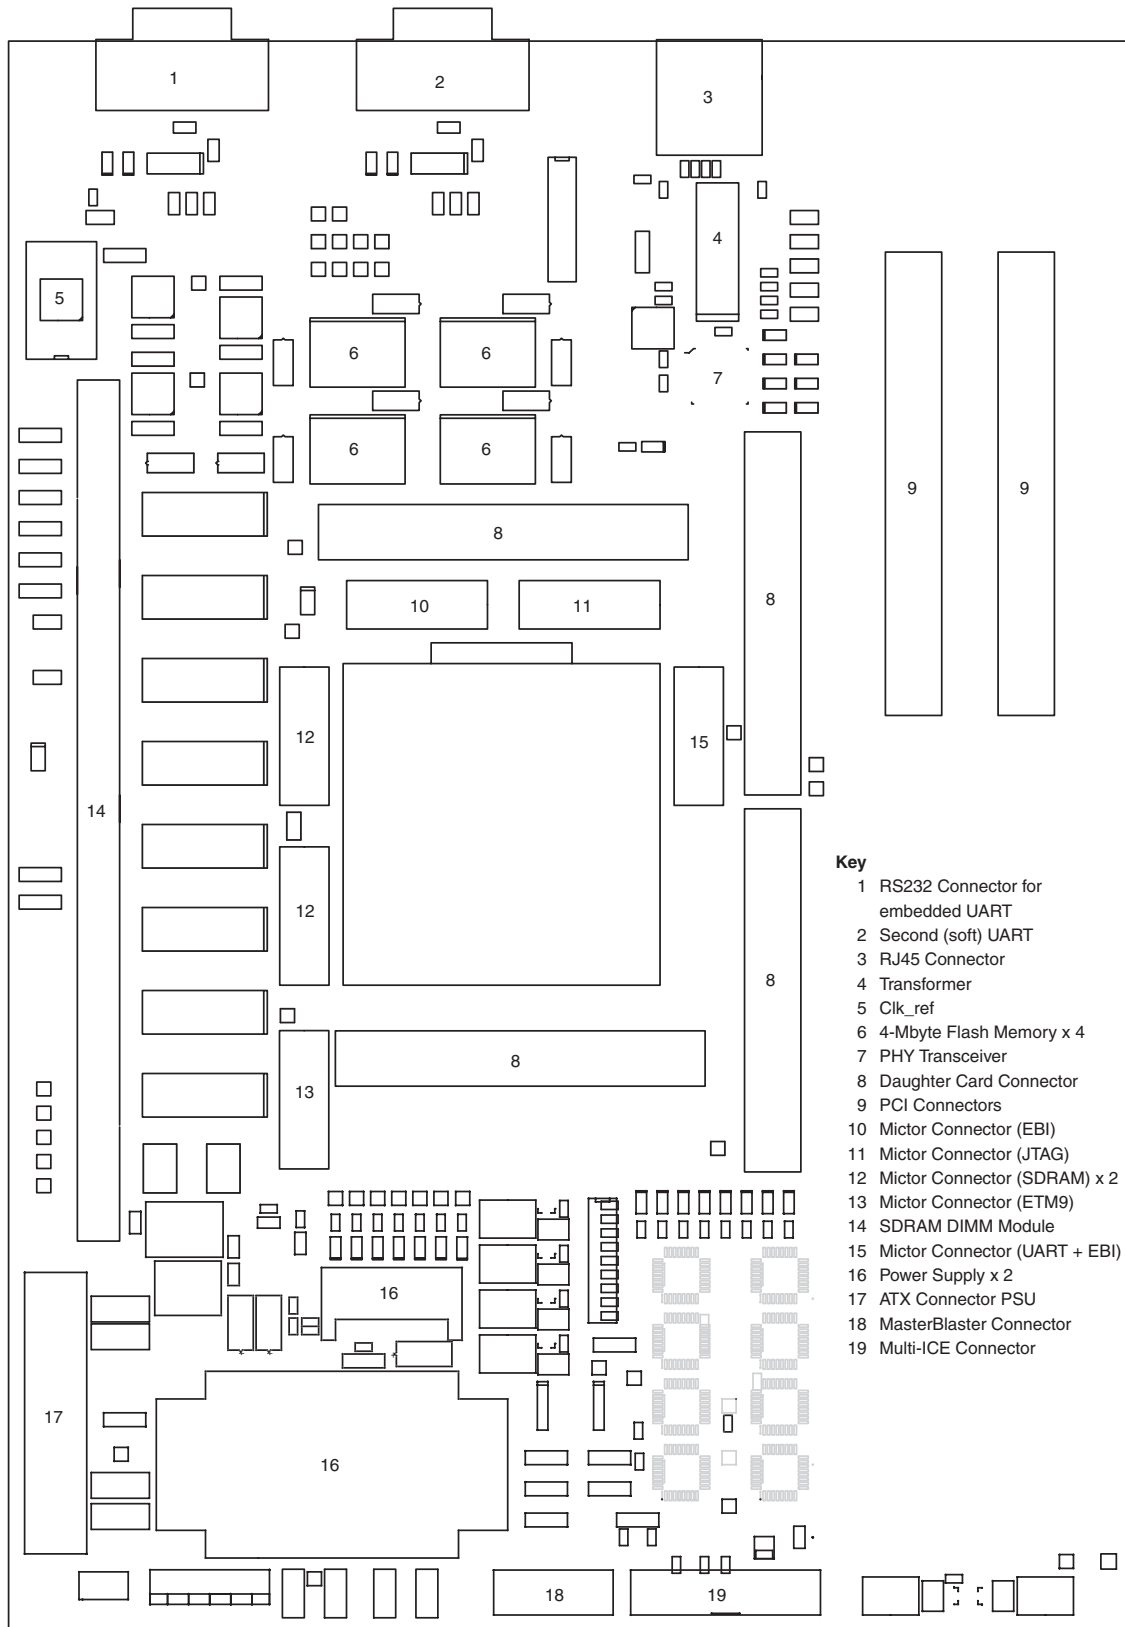 1
2
3
4
5
6
6
7
6
6
9
9
8
8
10
11
12
15
14
12
8
8
13
16
17
16
18
19
Key
1 RS232 Connector for
embedded UART
2 Second (soft) UART
3 RJ45 Connector
4 Transformer
5 Clk_ref
6 4-Mbyte Flash Memory x 4
7 PHY Transceiver
8 Daughter Card Connector
9 PCI Connectors
10 Mictor Connector (EBI)
11 Mictor Connector (JTAG)
12 Mictor Connector (SDRAM) x 2
13 Mictor Connector (ETM9)
14 SDRAM DIMM Module
15 Mictor Connector (UART + EBI)
16 Power Supply x 2
17 ATX Connector PSU
18 MasterBlaster Connector
19 Multi-ICE Connector